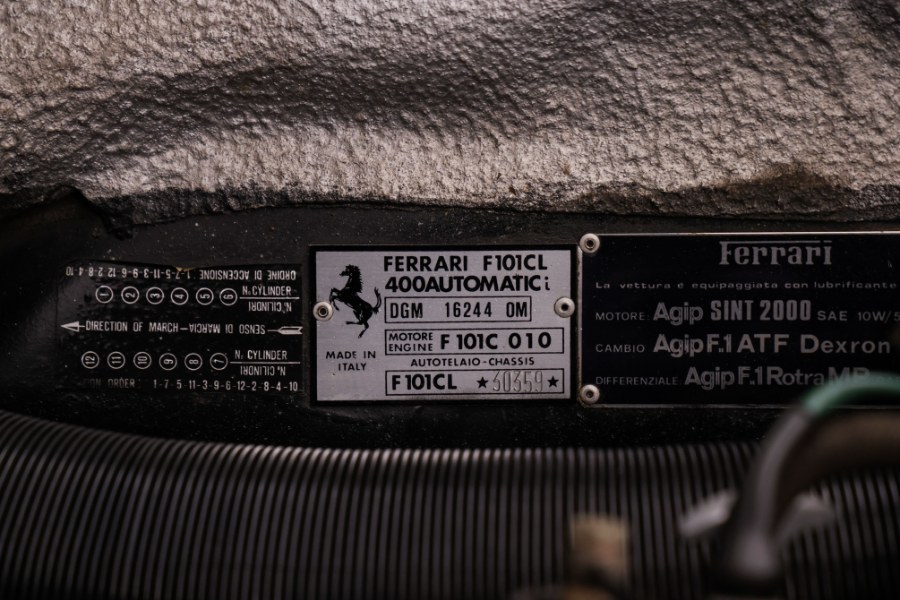 ORDINE DI ACCENSIONE 1-7-5-11-3-9-6-12-2-8-4-10
1 2 3 4 5 6 N. CYLINDER
N. CILINDRI
DIRECTION OF MARCH - SENSO DI MARCIA
12 11 10 9 8 7 N. CYLINDER
N. CILINDRI
ORDER 1-7-5-11-3-9-6-12-2-8-4-10
FERRARI F101CL
400AUTOMATIC i
DGM 16244 OM
MOTORE
ENGINE F 101C 010
MADE IN
ITALY
AUTOTELAIO-CHASSIS
F 101CL ★30359★
Ferrari
La vettura è equipaggiata con lubrificante
MOTORE: Agip SINT 2000 SAE 10W/5
CAMBIO Agip F.1 ATF Dexron
DIFFERENZIALE Agip F.1 Rotra MP